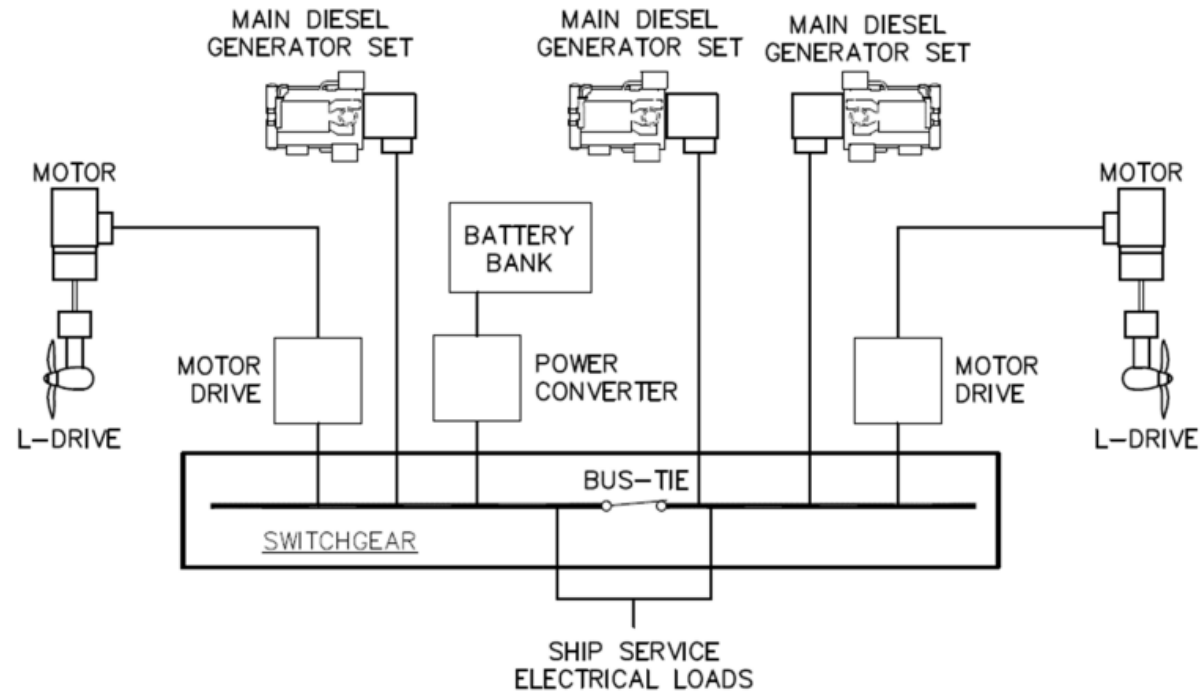 MAIN DIESEL
GENERATOR SET
MAIN DIESEL
GENERATOR SET
MAIN DIESEL
GENERATOR SET
MOTOR
MOTOR
BATTERY
BANK
MOTOR
DRIVE
POWER
CONVERTER
MOTOR
DRIVE
L-DRIVE
L-DRIVE
BUS-TIE
SWITCHGEAR
SHIP SERVICE
ELECTRICAL LOADS